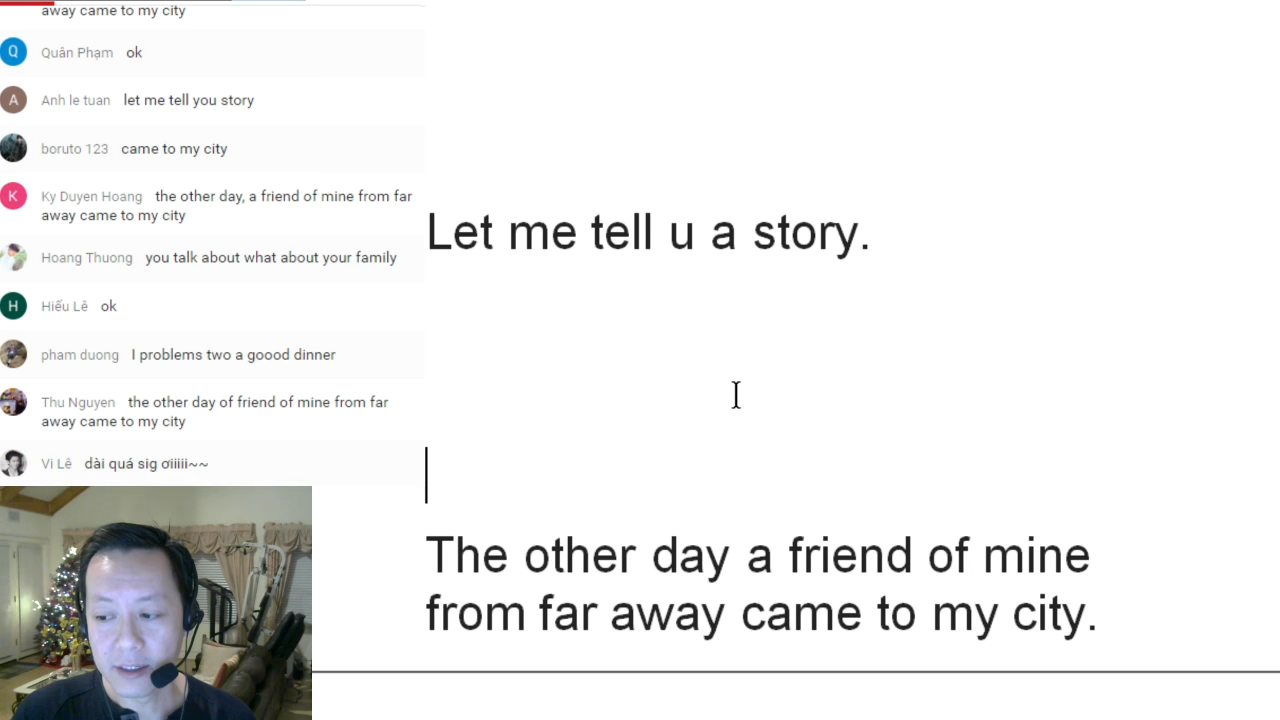 away came to my city
Q Quân Phạm ok
A Anh le tuan let me tell you story
boruto 123 came to my city
K Ky Duyen Hoang the other day, a friend of mine from far
away came to my city
Hoang Thuong you talk about what about your family
H Hiếu Lê ok
pham duong I problems two a goood dinner
Thu Nguyen the other day of friend of mine from far
away came to my city
Vi Lê dài quá sig ơiiiii~~
Let me tell u a story.
The other day a friend of mine
from far away came to my city.